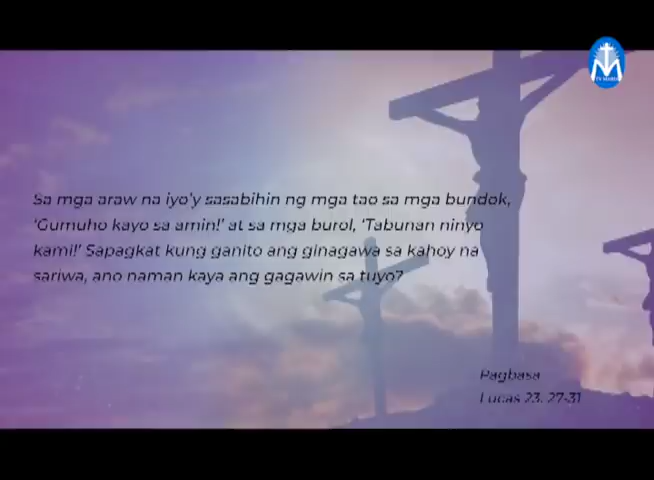 Sa mga araw na iyo'y sasabihin ng mga tao sa mga bundok,
'Gumuho kayo sa amin!' at sa mga burol, 'Tabunan ninyo
kami!' Sapagkat kung ganito ang ginagawa sa kahoy na
sariwa, ano naman kaya ang gagawin sa tuyo?
Pagbasa
Lucas 23, 27-31